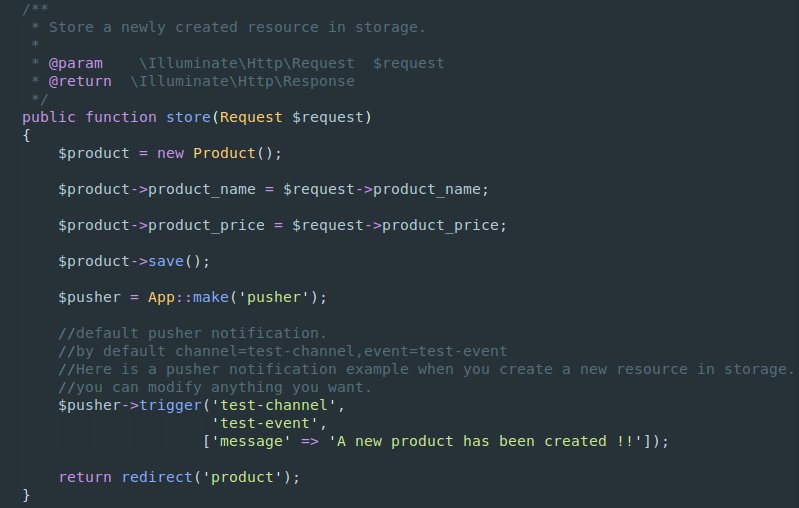 /**
 * Store a newly created resource in storage.
 *
 * @param    \Illuminate\Http\Request  $request
 * @return  \Illuminate\Http\Response
 */
public function store(Request $request)
{
    $product = new Product();

    $product->product_name = $request->product_name;

    $product->product_price = $request->product_price;

    $product->save();

    $pusher = App::make('pusher');

    //default pusher notification.
    //by default channel=test-channel,event=test-event
    //Here is a pusher notification example when you create a new resource in storage.
    //you can modify anything you want.
    $pusher->trigger('test-channel',
                     'test-event',
                    ['message' => 'A new product has been created !!']);

    return redirect('product');
}